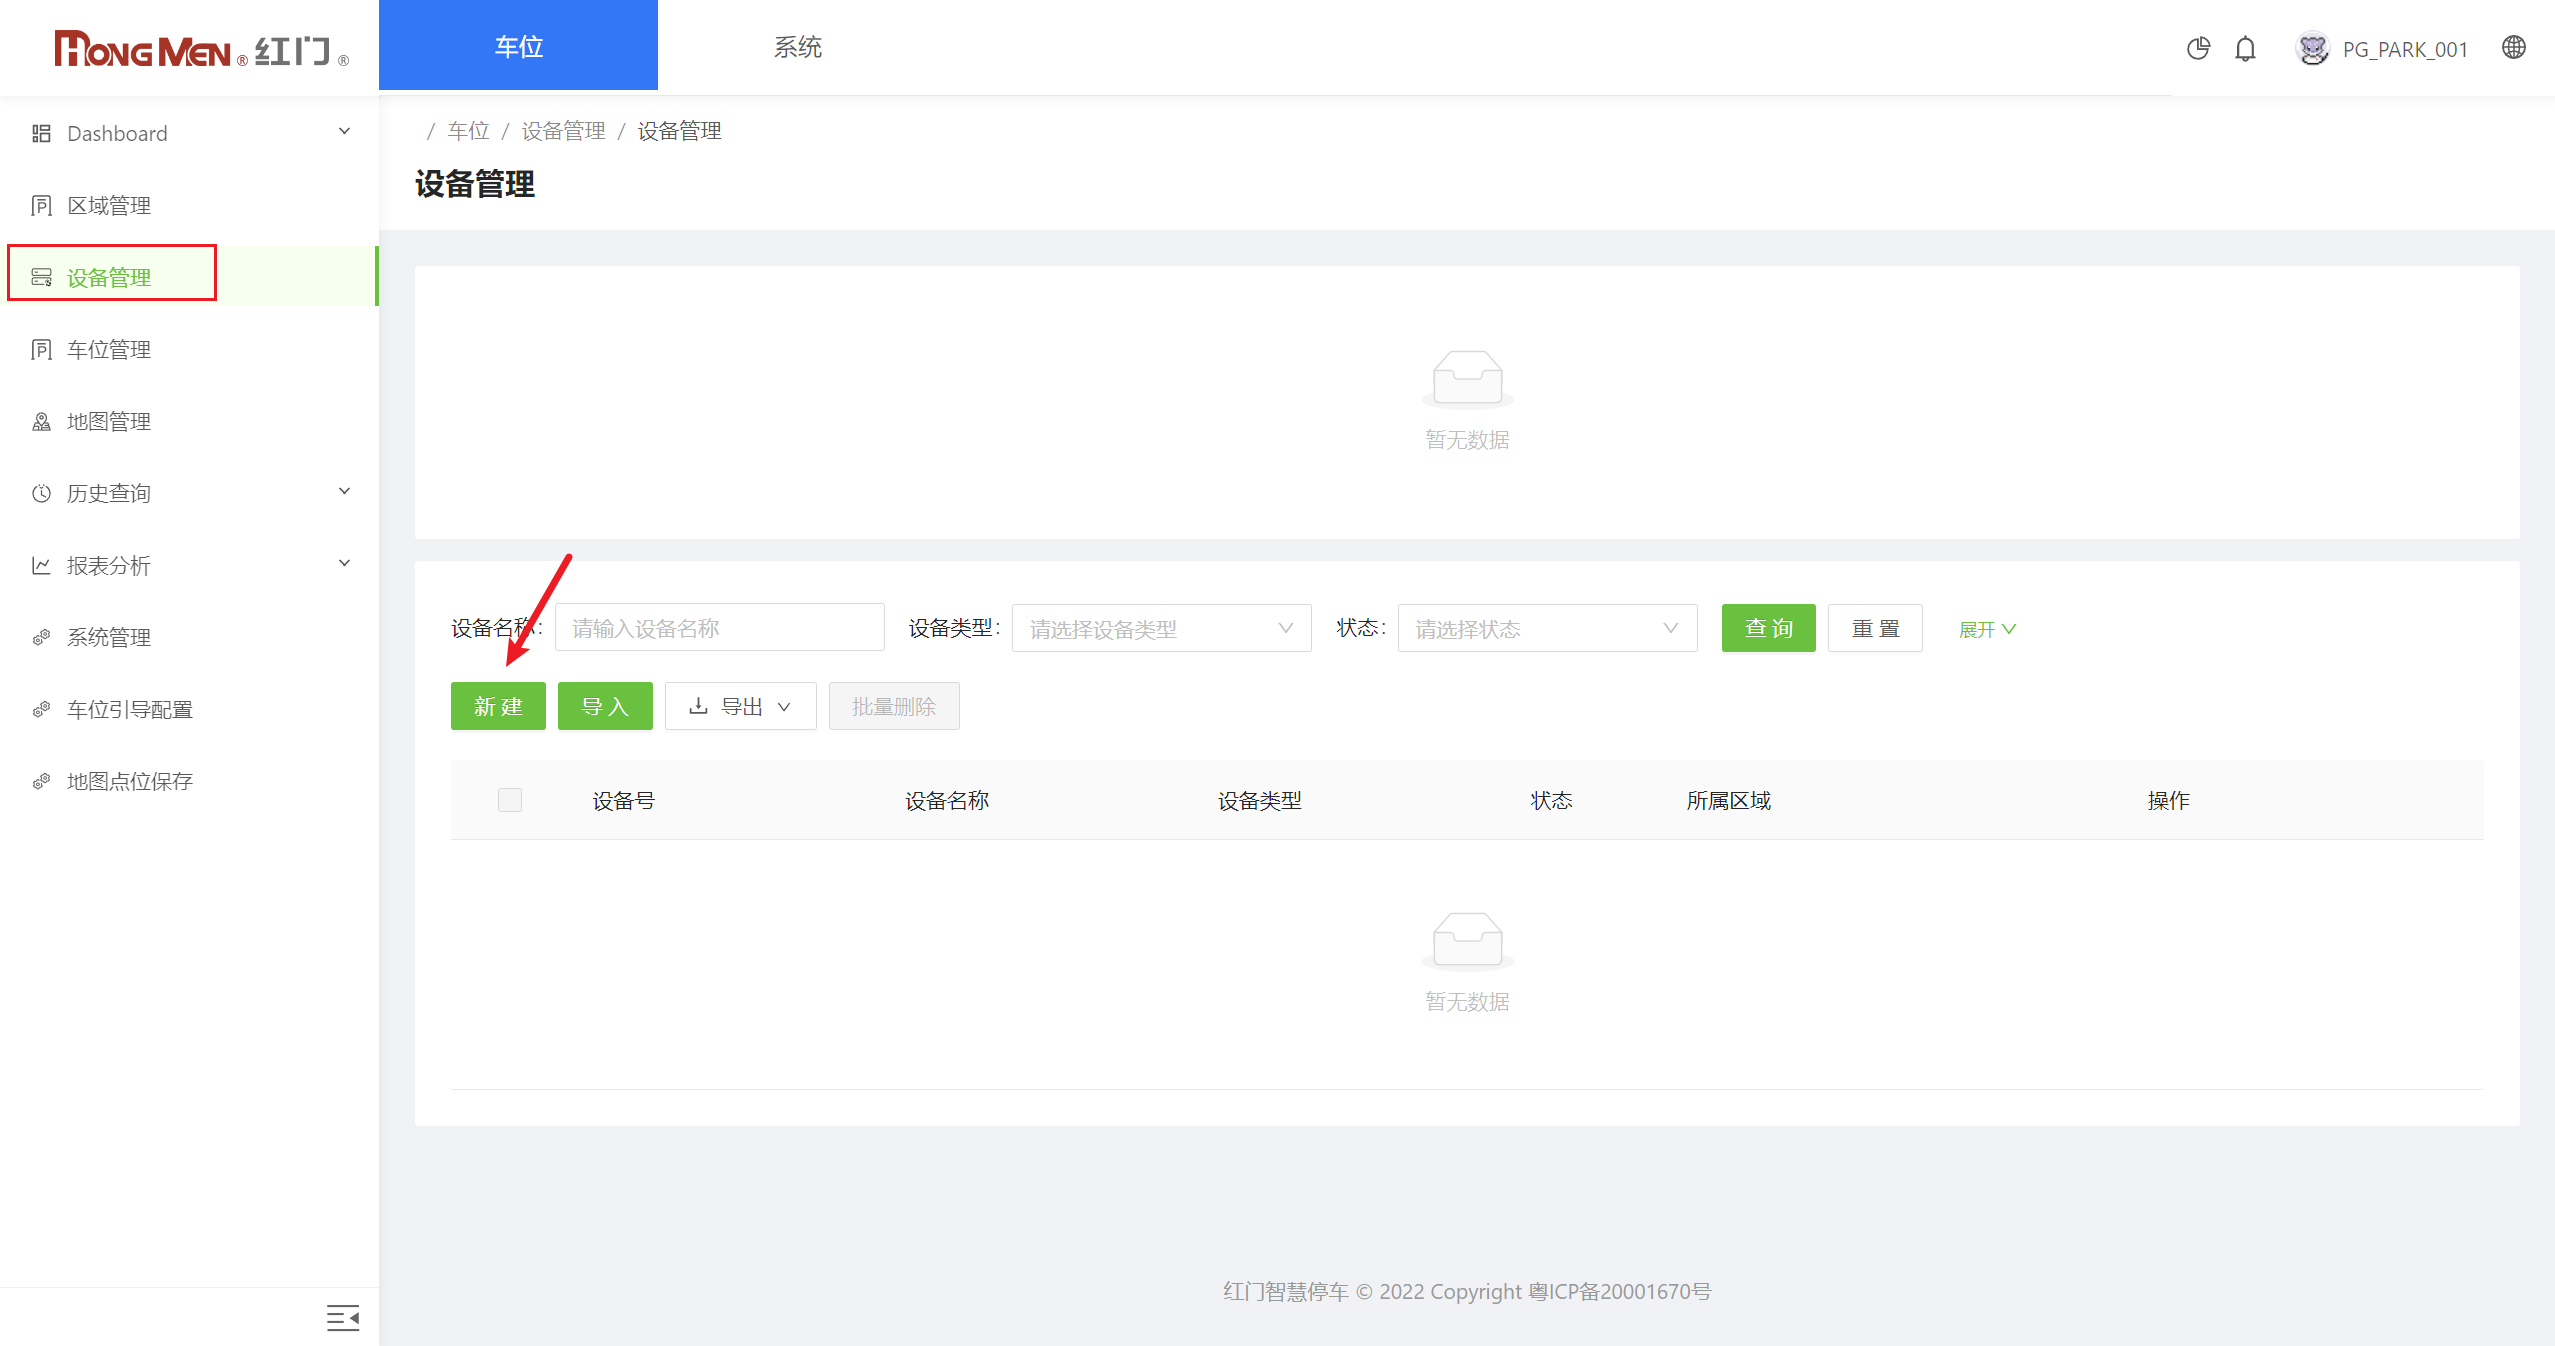 HONG MEN ® 红门 ®
车位
系统
PG_PARK_001
Dashboard
区域管理
设备管理
车位管理
地图管理
历史查询
报表分析
系统管理
车位引导配置
地图点位保存
/ 车位 / 设备管理 / 设备管理
设备管理
暂无数据
设备名称: 请输入设备名称 设备类型: 请选择设备类型 状态: 请选择状态 查 询 重 置 展开
新 建 导 入 导出 批量删除
设备号 设备名称 设备类型 状态 所属区域 操作
暂无数据
红门智慧停车 © 2022 Copyright 粤ICP备20001670号